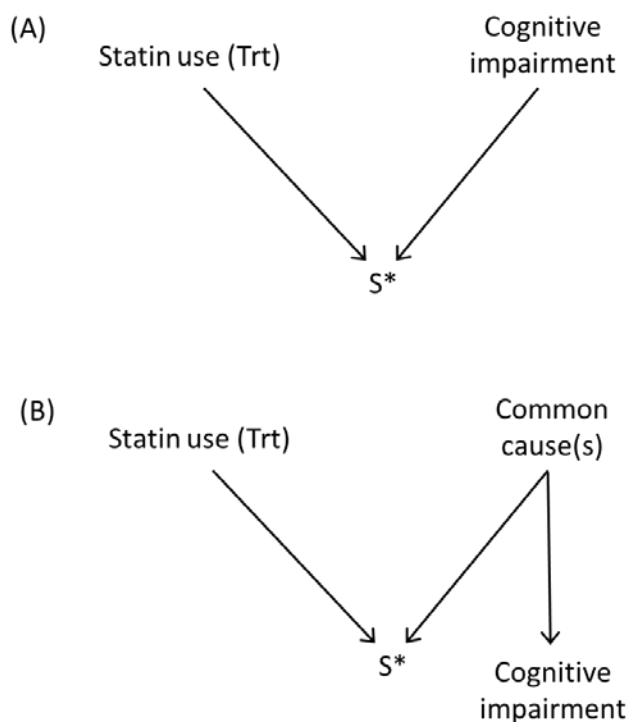 (A)
Statin use (Trt)
Cognitive
impairment
S*
(B)
Statin use (Trt)
Common
cause(s)
S*
Cognitive
impairment